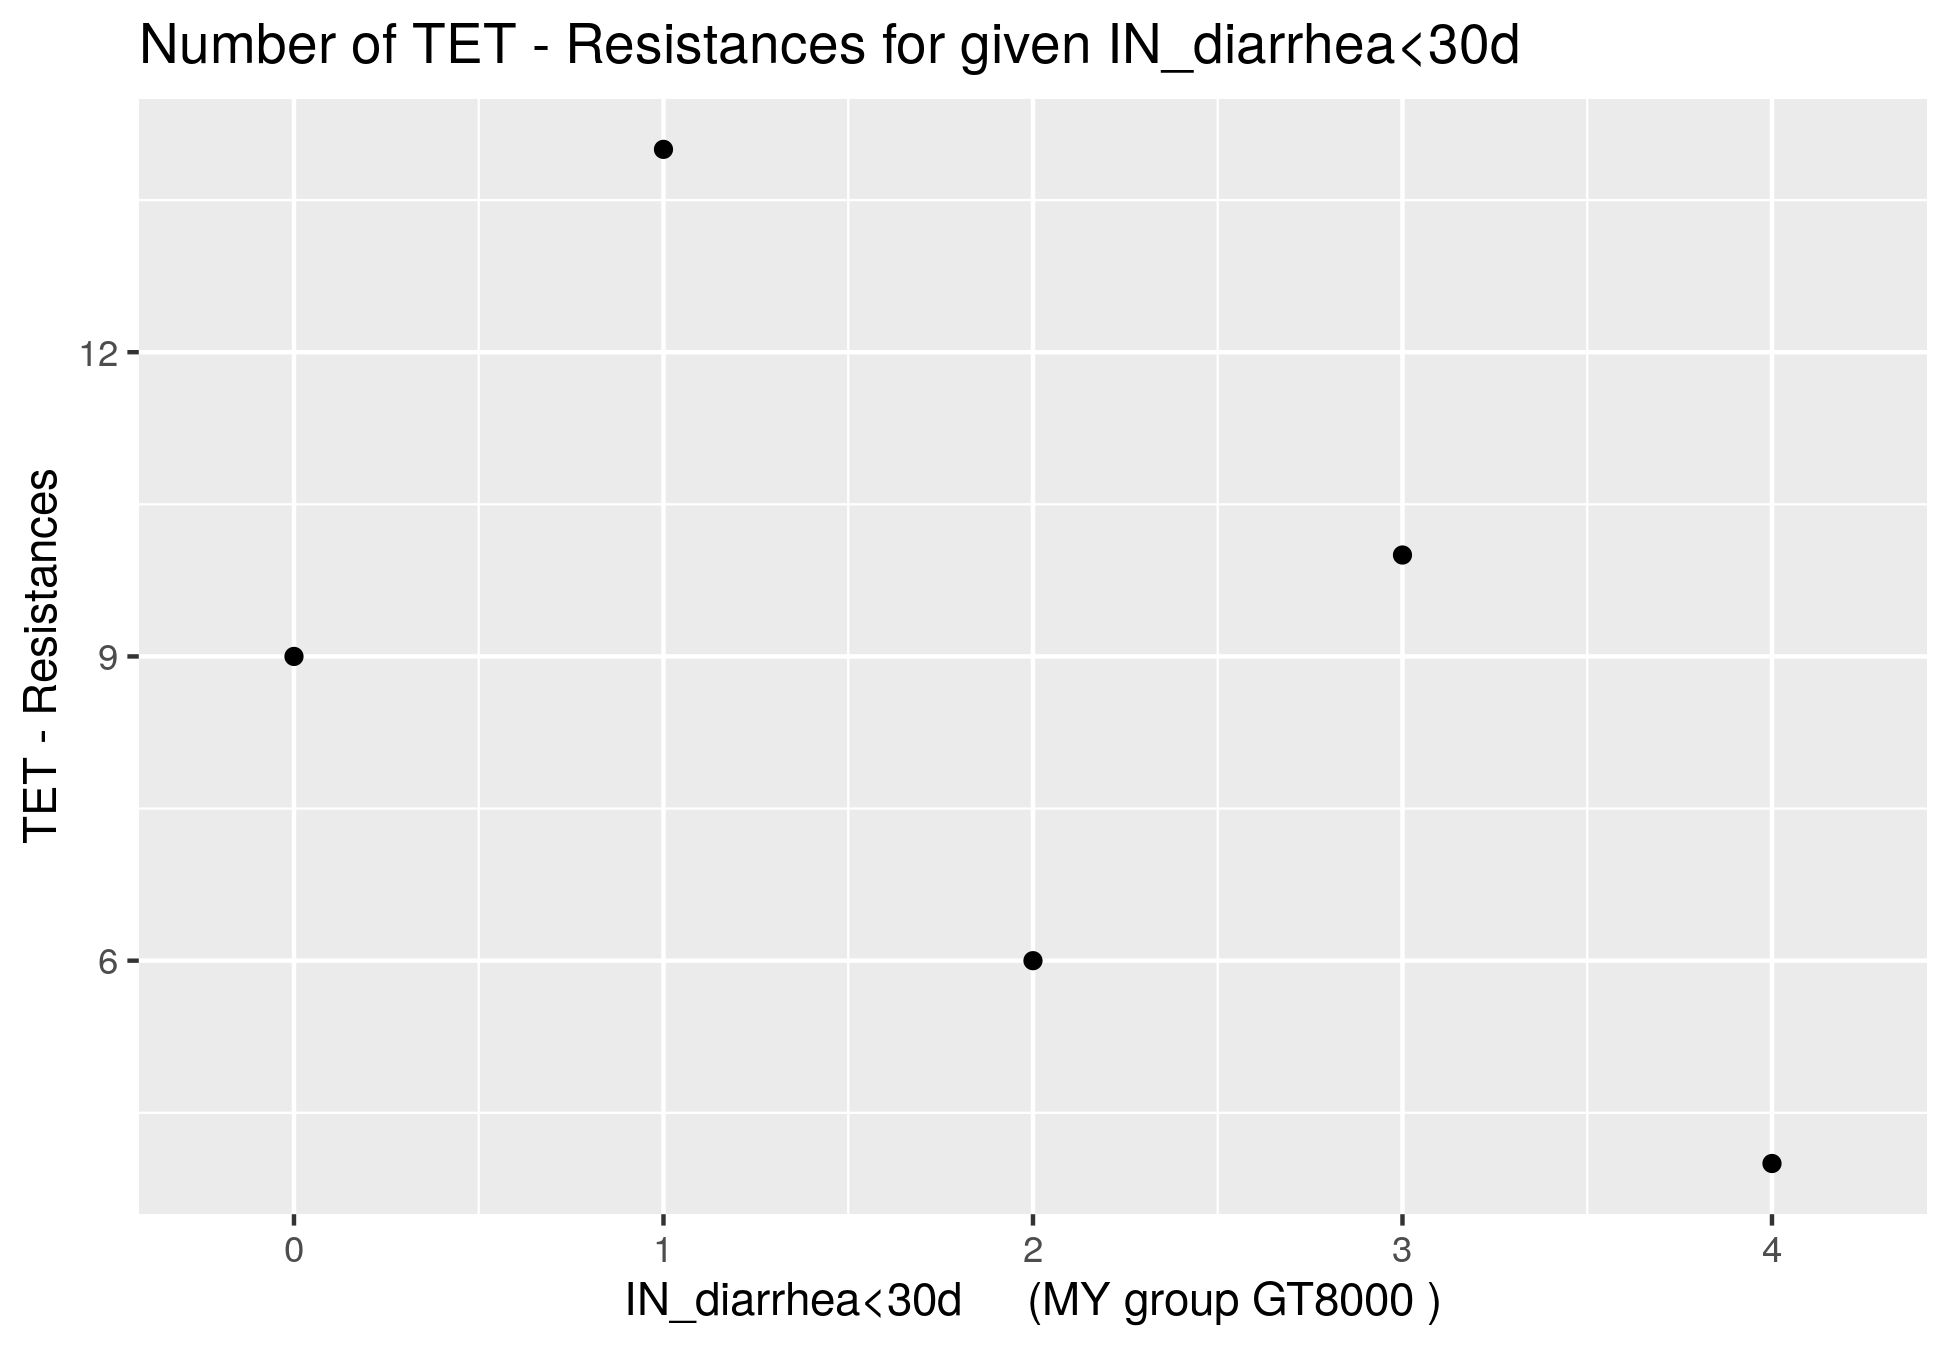 Number of TET - Resistances for given IN_diarrhea<30d
12
9
6
TET - Resistances
0 1 2 3 4
IN_diarrhea<30d (MY group GT8000 )